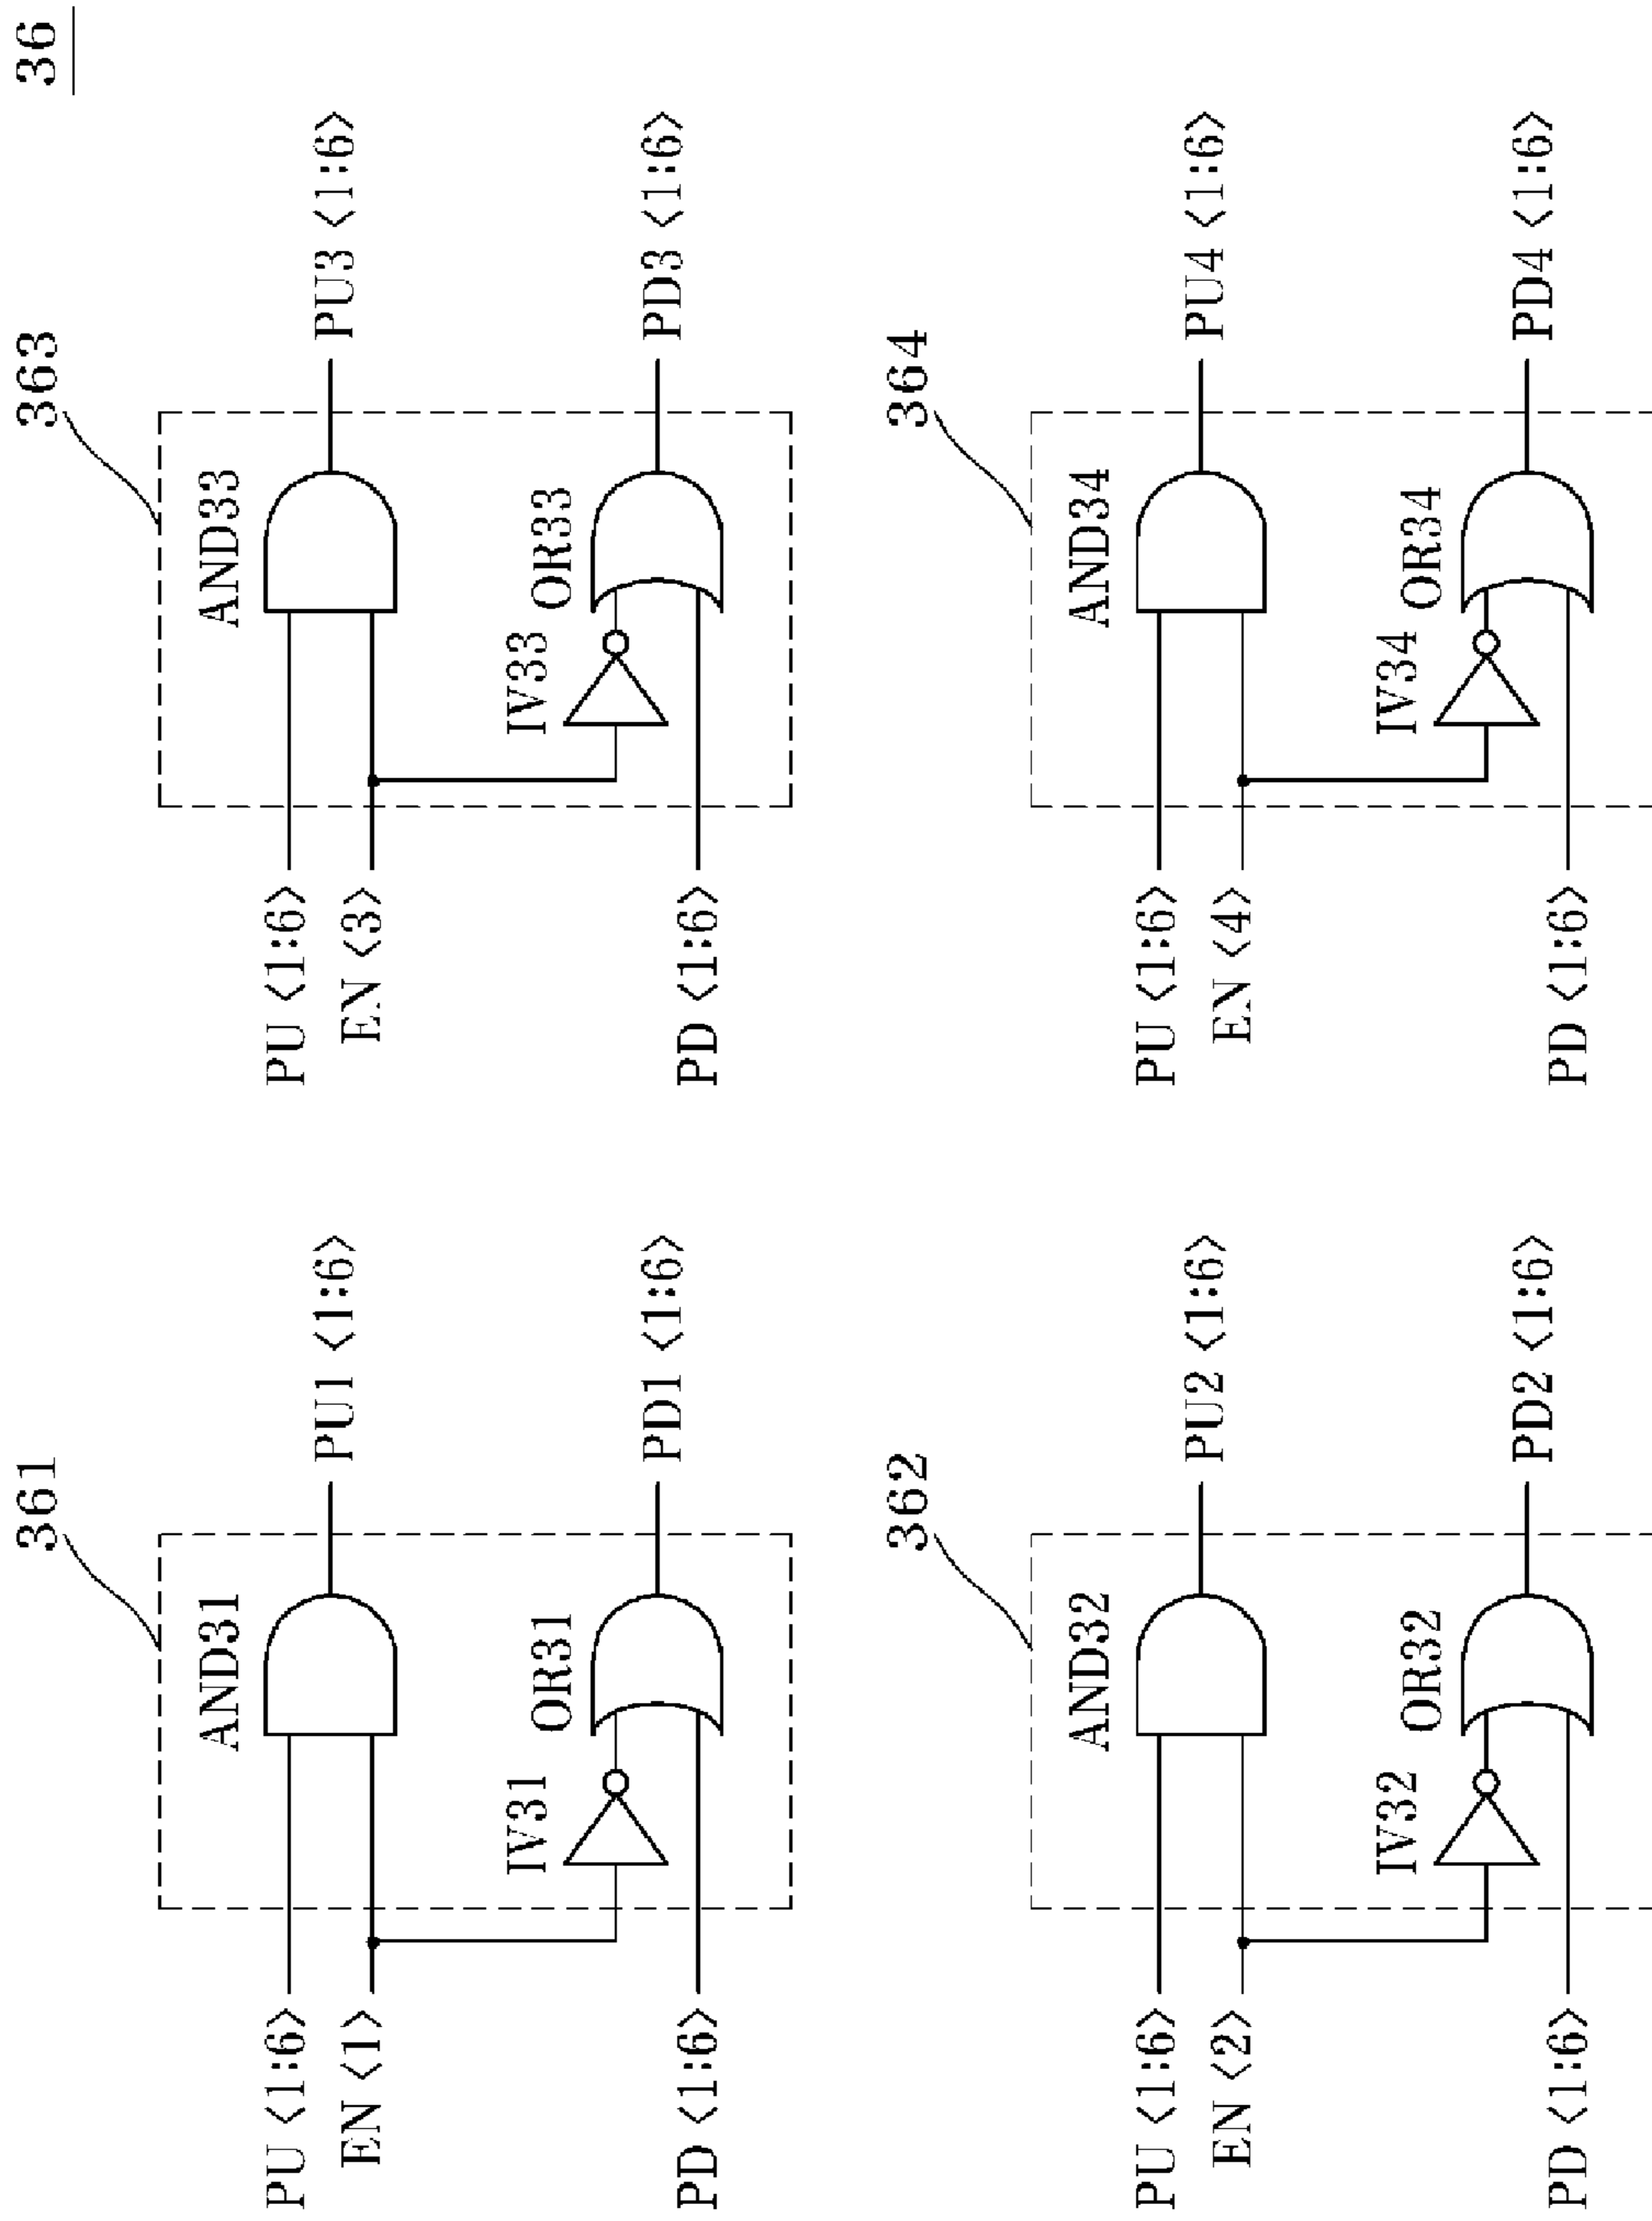 36
361
AND31
PU <1:6>
EN <1>
PU1 <1:6>
IV31
OR31
PD <1:6>
PD1 <1:6>
363
AND33
PU <1:6>
EN <3>
PU3 <1:6>
IV33
OR33
PD <1:6>
PD3 <1:6>
362
AND32
PU <1:6>
EN <2>
PU2 <1:6>
IV32
OR32
PD <1:6>
PD2 <1:6>
364
AND34
PU <1:6>
EN <4>
PU4 <1:6>
IV34
OR34
PD <1:6>
PD4 <1:6>